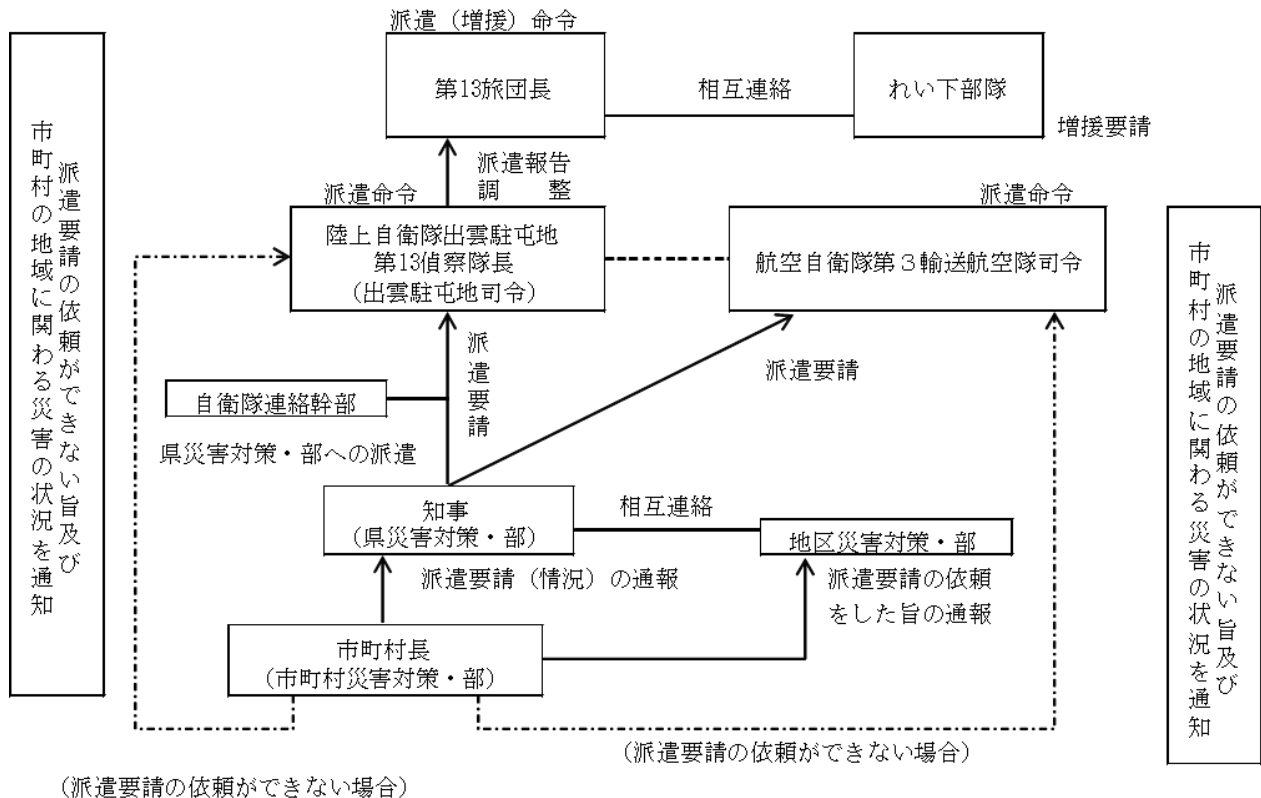 派遣（増援）命令
第13旅団長
相互連絡
れい下部隊
増援要請
派遣報告
調　　整
派遣命令
陸上自衛隊出雲駐屯地
第13偵察隊長
（出雲駐屯地司令）
派遣命令
航空自衛隊第３輸送航空隊司令
派遣要請
派遣要請
自衛隊連絡幹部
県災害対策・部への派遣
知事
（県災害対策・部）
相互連絡
地区災害対策・部
派遣要請（情況）の通報
派遣要請の依頼
をした旨の通報
市町村長
（市町村災害対策・部）
（派遣要請の依頼ができない場合）
（派遣要請の依頼ができない場合）
派遣要請の依頼ができない旨及び
市町村の地域に関わる災害の状況を通知
派遣要請の依頼ができない旨及び
市町村の地域に関わる災害の状況を通知